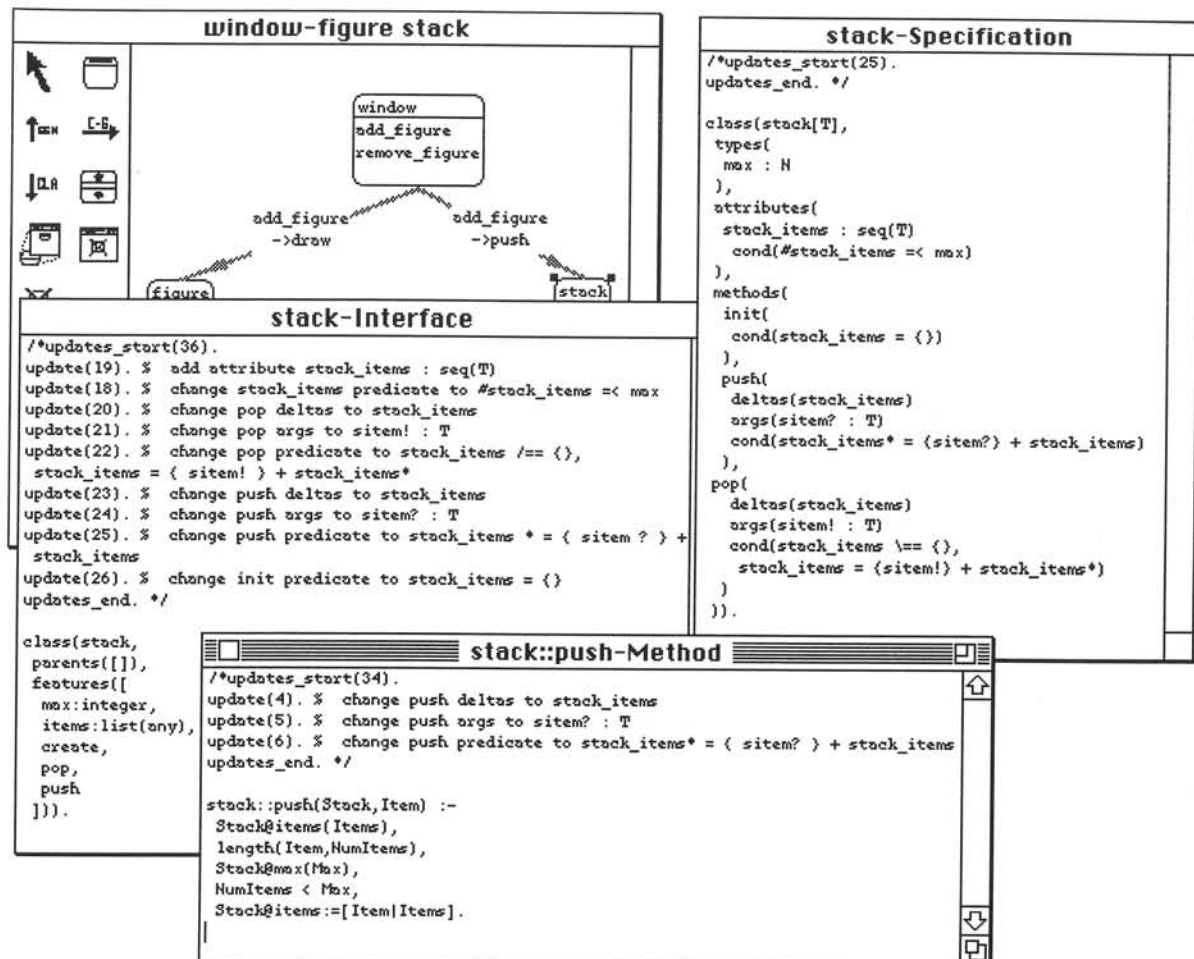 window-figure stack
GEN
C-S
CLA
window
add_figure
remove_figure
add_figure
->draw
add_figure
->push
figure
stack
stack-Specification
/*updates_start(25).
updates_end. */
class(stack[T],
types(
max : N
),
attributes(
stack_items : seq(T)
cond(#stack_items =< max)
),
methods(
init(
cond(stack_items = {})
),
push(
deltas(stack_items)
args(sitem? : T)
cond(stack_items* = {sitem?} + stack_items)
),
pop(
deltas(stack_items)
args(sitem! : T)
cond(stack_items \== {},
stack_items = {sitem!} + stack_items*)
)
)).
stack-Interface
/*updates_start(36).
update(19). % add attribute stack_items : seq(T)
update(18). % change stack_items predicate to #stack_items =< max
update(20). % change pop deltas to stack_items
update(21). % change pop args to sitem! : T
update(22). % change pop predicate to stack_items /== {},
stack_items = { sitem! } + stack_items*
update(23). % change push deltas to stack_items
update(24). % change push args to sitem? : T
update(25). % change push predicate to stack_items * = { sitem ? } +
stack_items
update(26). % change init predicate to stack_items = {}
updates_end. */
class(stack,
parents([]),
features([
max:integer,
items:list(any),
create,
pop,
push
])).
stack::push-Method
/*updates_start(34).
update(4). % change push deltas to stack_items
update(5). % change push args to sitem? : T
update(6). % change push predicate to stack_items* = { sitem? } + stack_items
updates_end. */
stack::push(Stack,Item) :-
Stack@items(Items),
length(Item,NumItems),
Stack@max(Max),
NumItems < Max,
Stack@items:=[Item|Items].